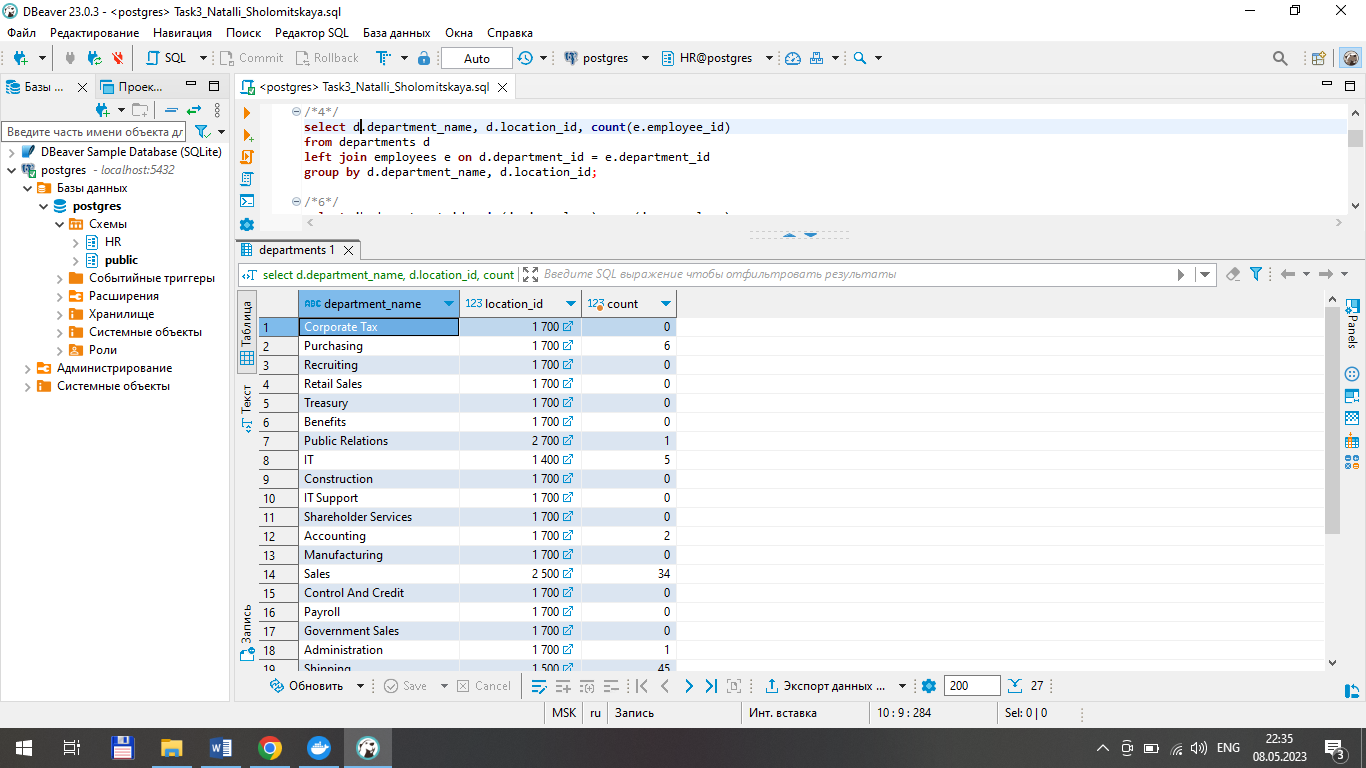 DBeaver 23.0.3 - <postgres> Task3_Natalli_Sholomitskaya.sql
Файл Редактирование Навигация Поиск Редактор SQL База данных Окна Справка
SQL Commit Rollback Auto postgres HR@postgres
Базы ... Проек...
<postgres> Task3_Natalli_Sholomitskaya.sql
Введите часть имени объекта дл
DBeaver Sample Database (SQLite)
postgres - localhost:5432
Базы данных
postgres
Схемы
HR
public
Событийные триггеры
Расширения
Хранилище
Системные объекты
Роли
Администрирование
Системные объекты
/*4*/
select d.department_name, d.location_id, count(e.employee_id)
from departments d
left join employees e on d.department_id = e.department_id
group by d.department_name, d.location_id;
/*6*/
departments 1
select d.department_name, d.location_id, count
Введите SQL выражение чтобы отфильтровать результаты
Таблица
Текст
Запись
Panels
ABC department_name 123 location_id 123 count
1 Corporate Tax 1 700 0
2 Purchasing 1 700 6
3 Recruiting 1 700 0
4 Retail Sales 1 700 0
5 Treasury 1 700 0
6 Benefits 1 700 0
7 Public Relations 2 700 1
8 IT 1 400 5
9 Construction 1 700 0
10 IT Support 1 700 0
11 Shareholder Services 1 700 0
12 Accounting 1 700 2
13 Manufacturing 1 700 0
14 Sales 2 500 34
15 Control And Credit 1 700 0
16 Payroll 1 700 0
17 Government Sales 1 700 0
18 Administration 1 700 1
19 Shipping 1 500 45
Обновить Save Cancel Экспорт данных ... 200 27
MSK ru Запись Инт. вставка 10 : 9 : 284 Sel: 0 | 0
ENG 22:35
08.05.2023
3